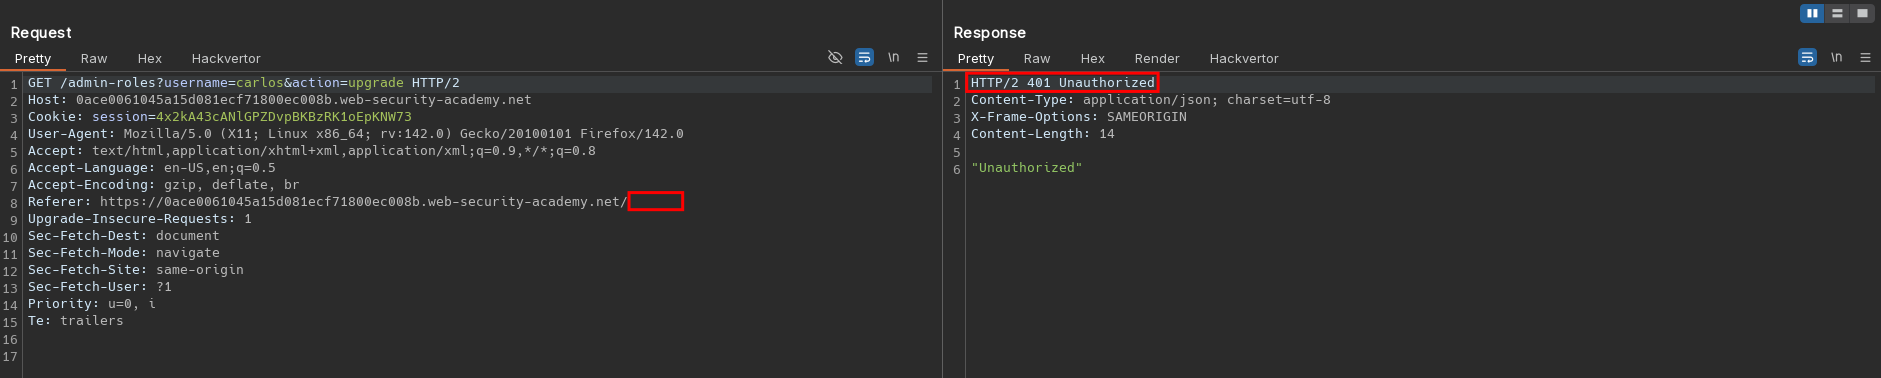 Request
Pretty Raw Hex Hackvertor \n
1 GET /admin-roles?username=carlos&action=upgrade HTTP/2
2 Host: 0ace0061045a15d081ecf71800ec008b.web-security-academy.net
3 Cookie: session=4x2kA43cANlGPZDvpBKBzRK1oEpKNW73
4 User-Agent: Mozilla/5.0 (X11; Linux x86_64; rv:142.0) Gecko/20100101 Firefox/142.0
5 Accept: text/html,application/xhtml+xml,application/xml;q=0.9,*/*;q=0.8
6 Accept-Language: en-US,en;q=0.5
7 Accept-Encoding: gzip, deflate, br
8 Referer: https://0ace0061045a15d081ecf71800ec008b.web-security-academy.net/
9 Upgrade-Insecure-Requests: 1
10 Sec-Fetch-Dest: document
11 Sec-Fetch-Mode: navigate
12 Sec-Fetch-Site: same-origin
13 Sec-Fetch-User: ?1
14 Priority: u=0, i
15 Te: trailers
16
17
Response
Pretty Raw Hex Render Hackvertor \n
1 HTTP/2 401 Unauthorized
2 Content-Type: application/json; charset=utf-8
3 X-Frame-Options: SAMEORIGIN
4 Content-Length: 14
5
6 "Unauthorized"